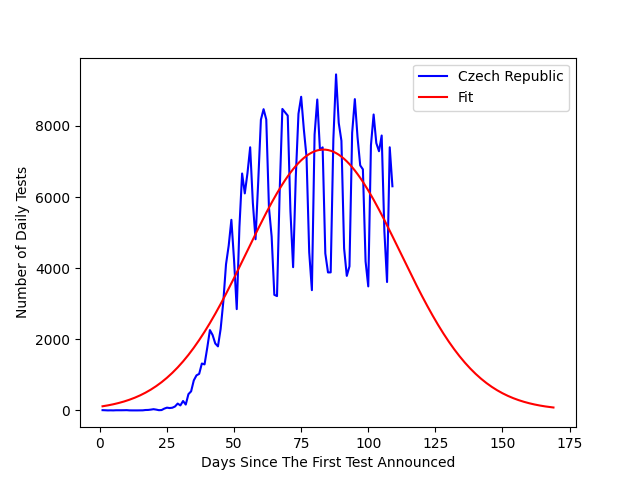 Czech Republic
Fit
Number of Daily Tests
8000
6000
4000
2000
0
0 25 50 75 100 125 150 175
Days Since The First Test Announced